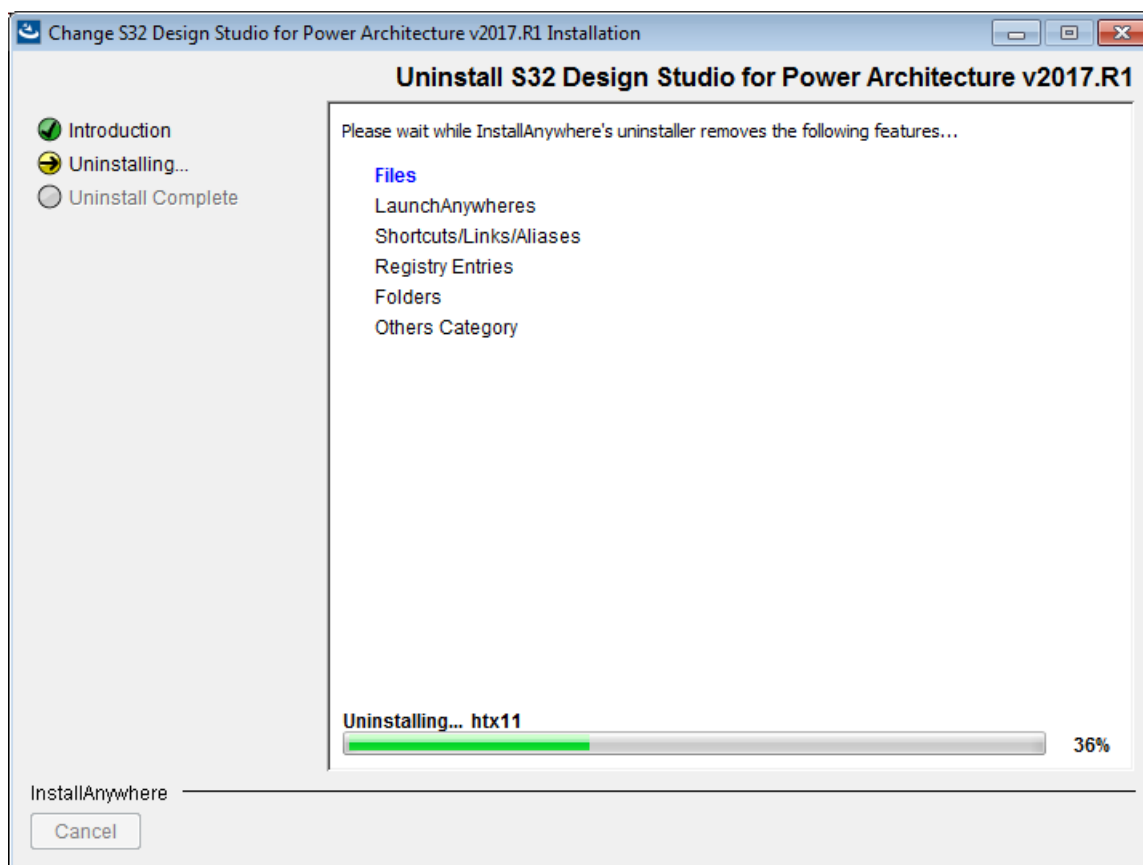 Change S32 Design Studio for Power Architecture v2017.R1 Installation
Uninstall S32 Design Studio for Power Architecture v2017.R1
Introduction
Uninstalling...
Uninstall Complete
Please wait while InstallAnywhere's uninstaller removes the following features...
Files
LaunchAnywheres
Shortcuts/Links/Aliases
Registry Entries
Folders
Others Category
Uninstalling... htx11
36%
InstallAnywhere
Cancel